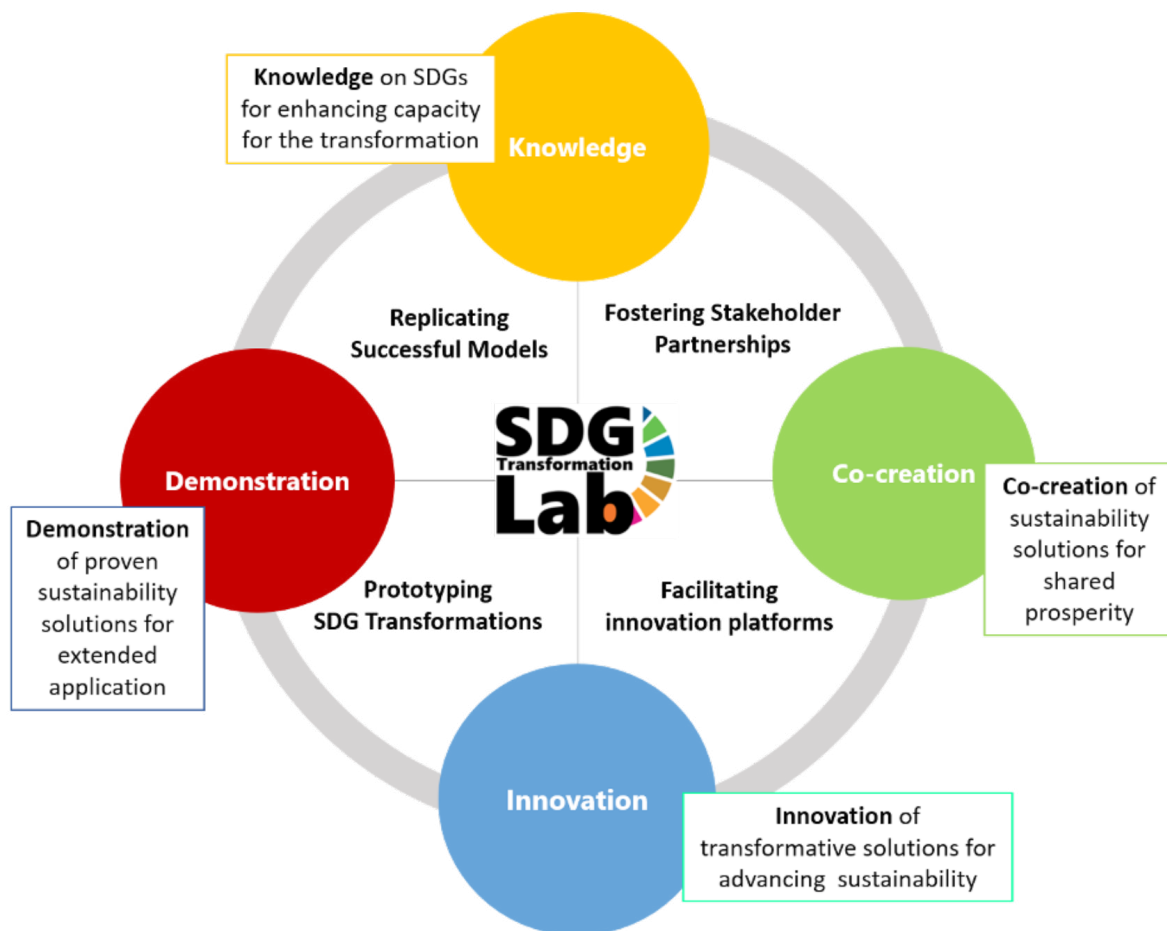 Knowledge on SDGs
for enhancing capacity
for the transformation
Knowledge
Replicating
Successful Models
Fostering Stakeholder
Partnerships
Demonstration
SDG
Transformation
Lab
Co-creation
Demonstration
of proven
sustainability
solutions for
extended
application
Co-creation of
sustainability
solutions for
shared
prosperity
Prototyping
SDG Transformations
Facilitating
innovation platforms
Innovation
Innovation of
transformative solutions for
advancing sustainability